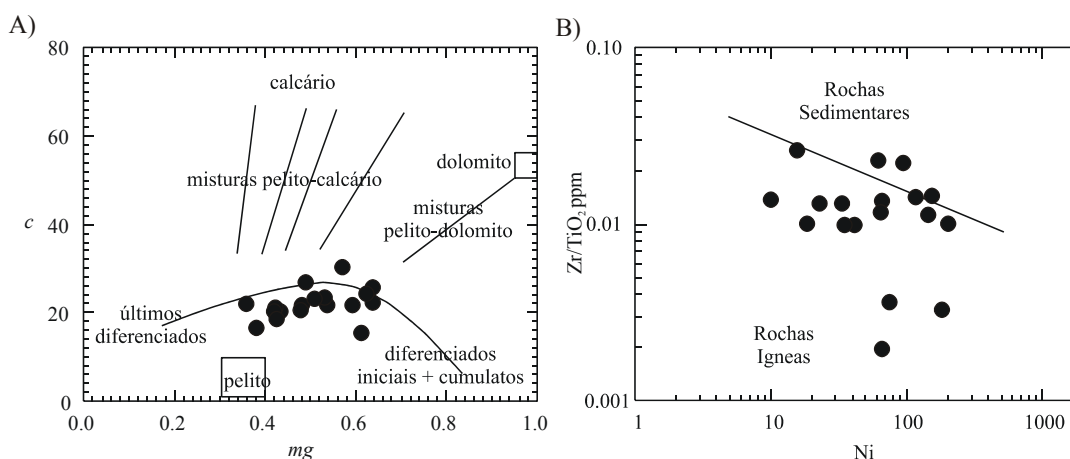 A)
80
60
40
20
0
c
0.0
0.2
0.4
0.6
0.8
1.0
mg
calcário
misturas pelito-calcário
dolomito
misturas
pelito-dolomito
últimos
diferenciados
pelito
diferenciados
iniciais + cumulatos
B)
0.10
0.01
0.001
Zr/TiO₂ ppm
1
10
100
1000
Ni
Rochas
Sedimentares
Rochas
Igneas